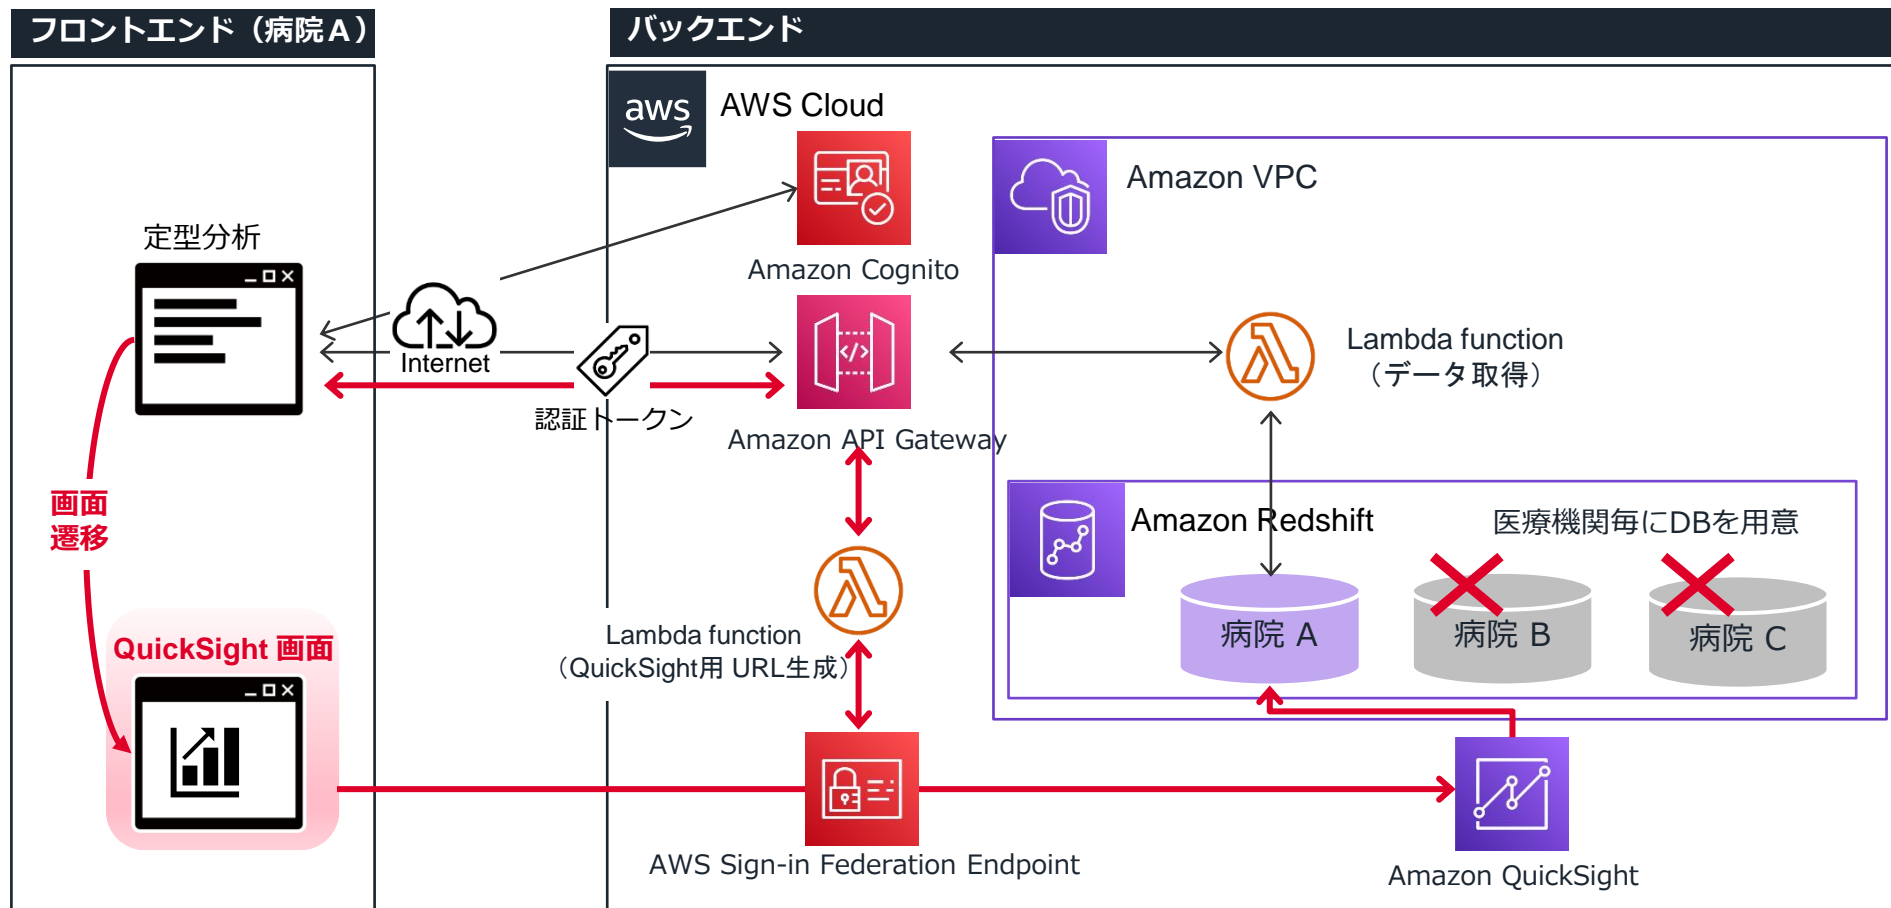 フロントエンド（病院A）
バックエンド
aws
AWS Cloud
Amazon VPC
定型分析
Amazon Cognito
Internet
Lambda function
（データ取得）
認証トークン
Amazon API Gateway
画面
遷移
Amazon Redshift
医療機関毎にDBを用意
病院 A
病院 B
病院 C
Lambda function
（QuickSight用 URL生成）
QuickSight 画面
AWS Sign-in Federation Endpoint
Amazon QuickSight